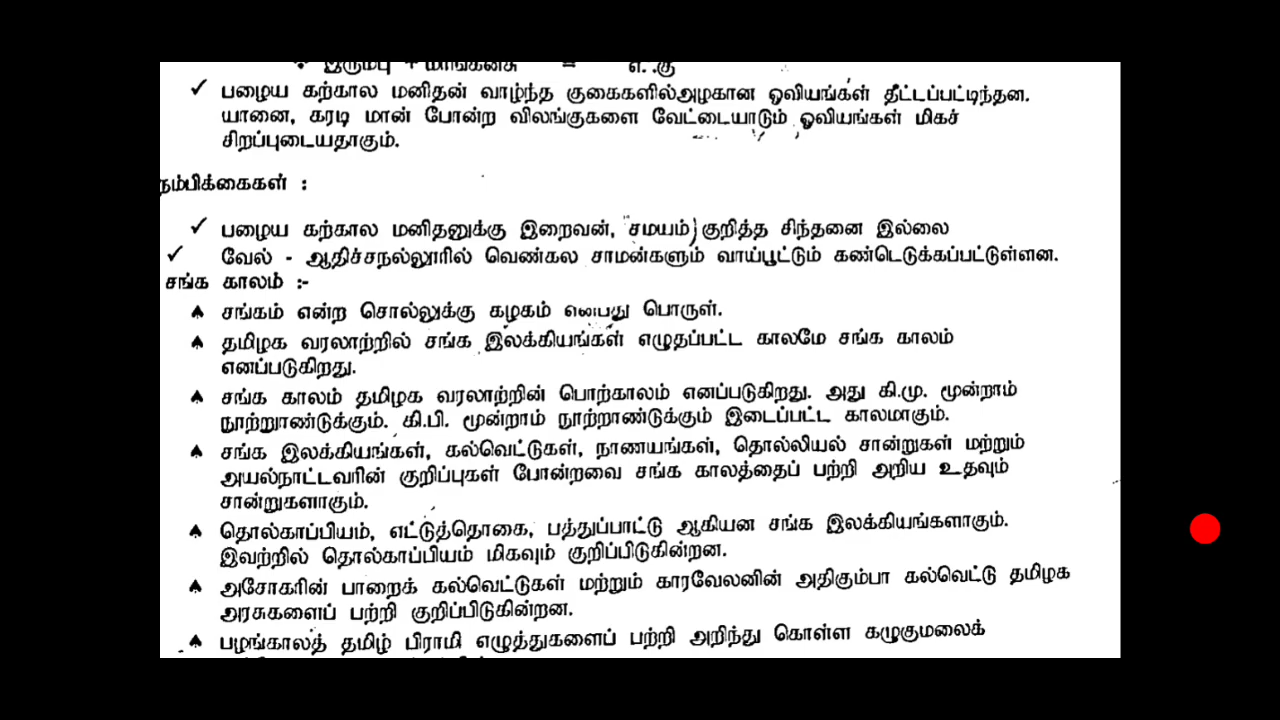 இரும்பு + மாங்கனசு =
✓ பழைய கற்கால மனிதன் வாழ்ந்த குகைகளில்அழகான ஓவியங்கள் தீட்டப்பட்டிந்தன.
யானை, கரடி மான் போன்ற விலங்குகளை வேட்டையாடும் ஓவியங்கள் மிகச்
சிறப்புடையதாகும்.
நம்பிக்கைகள் :
✓ பழைய கற்கால மனிதனுக்கு இறைவன், சமயம் குறித்த சிந்தனை இல்லை
✓ வேல் - ஆதிச்சநல்லூரில் வெண்கல சாமன்களும் வாய்பூட்டும் கண்டெடுக்கப்பட்டுள்ளன.
சங்க காலம் :-
♠ சங்கம் என்ற சொல்லுக்கு கழகம் என்பது பொருள்.
♠ தமிழக வரலாற்றில் சங்க இலக்கியங்கள் எழுதப்பட்ட காலமே சங்க காலம்
எனப்படுகிறது.
♠ சங்க காலம் தமிழக வரலாற்றின் பொற்காலம் எனப்படுகிறது. அது கி.மு. மூன்றாம்
நூற்றுாண்டுக்கும். கி.பி. மூன்றாம் நூற்றாண்டுக்கும் இடைப்பட்ட காலமாகும்.
♠ சங்க இலக்கியங்கள், கல்வெட்டுகள், நாணயங்கள், தொல்லியல் சான்றுகள் மற்றும்
அயல்நாட்டவரின் குறிப்புகள் போன்றவை சங்க காலத்தைப் பற்றி அறிய உதவும்
சான்றுகளாகும்.
♠ தொல்காப்பியம், எட்டுத்தொகை, பத்துப்பாட்டு ஆகியன சங்க இலக்கியங்களாகும்.
இவற்றில் தொல்காப்பியம் மிகவும் குறிப்பிடுகின்றன.
♠ அசோகரின் பாறைக் கல்வெட்டுகள் மற்றும் காரவேலனின் அதிகும்பா கல்வெட்டு தமிழக
அரசுகளைப் பற்றி குறிப்பிடுகின்றன.
♠ பழங்காலத் தமிழ் பிராமி எழுத்துகளைப் பற்றி அறிந்து கொள்ள கழுகுமலைக்